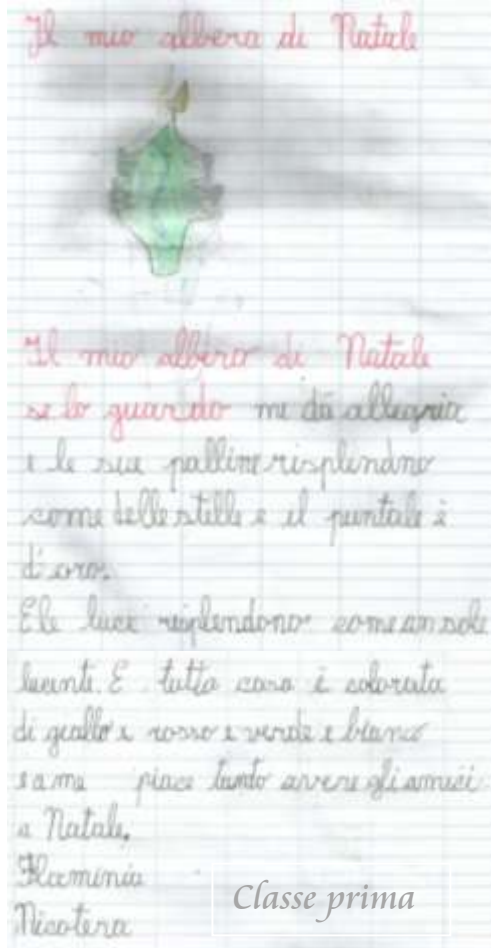 Il mio albero di Natale
Il mio albero di Natale
se lo guardo mi dà allegria
e le sue palline risplendono
come delle stelle e il puntale è
d'oro.
E le luci risplendono come un sole
lucente. E tutta casa è colorata
di giallo e rosso e verde e bianco
e a me piace tanto avere gli amici
a Natale.
Flaminia
Nicotera
Classe prima